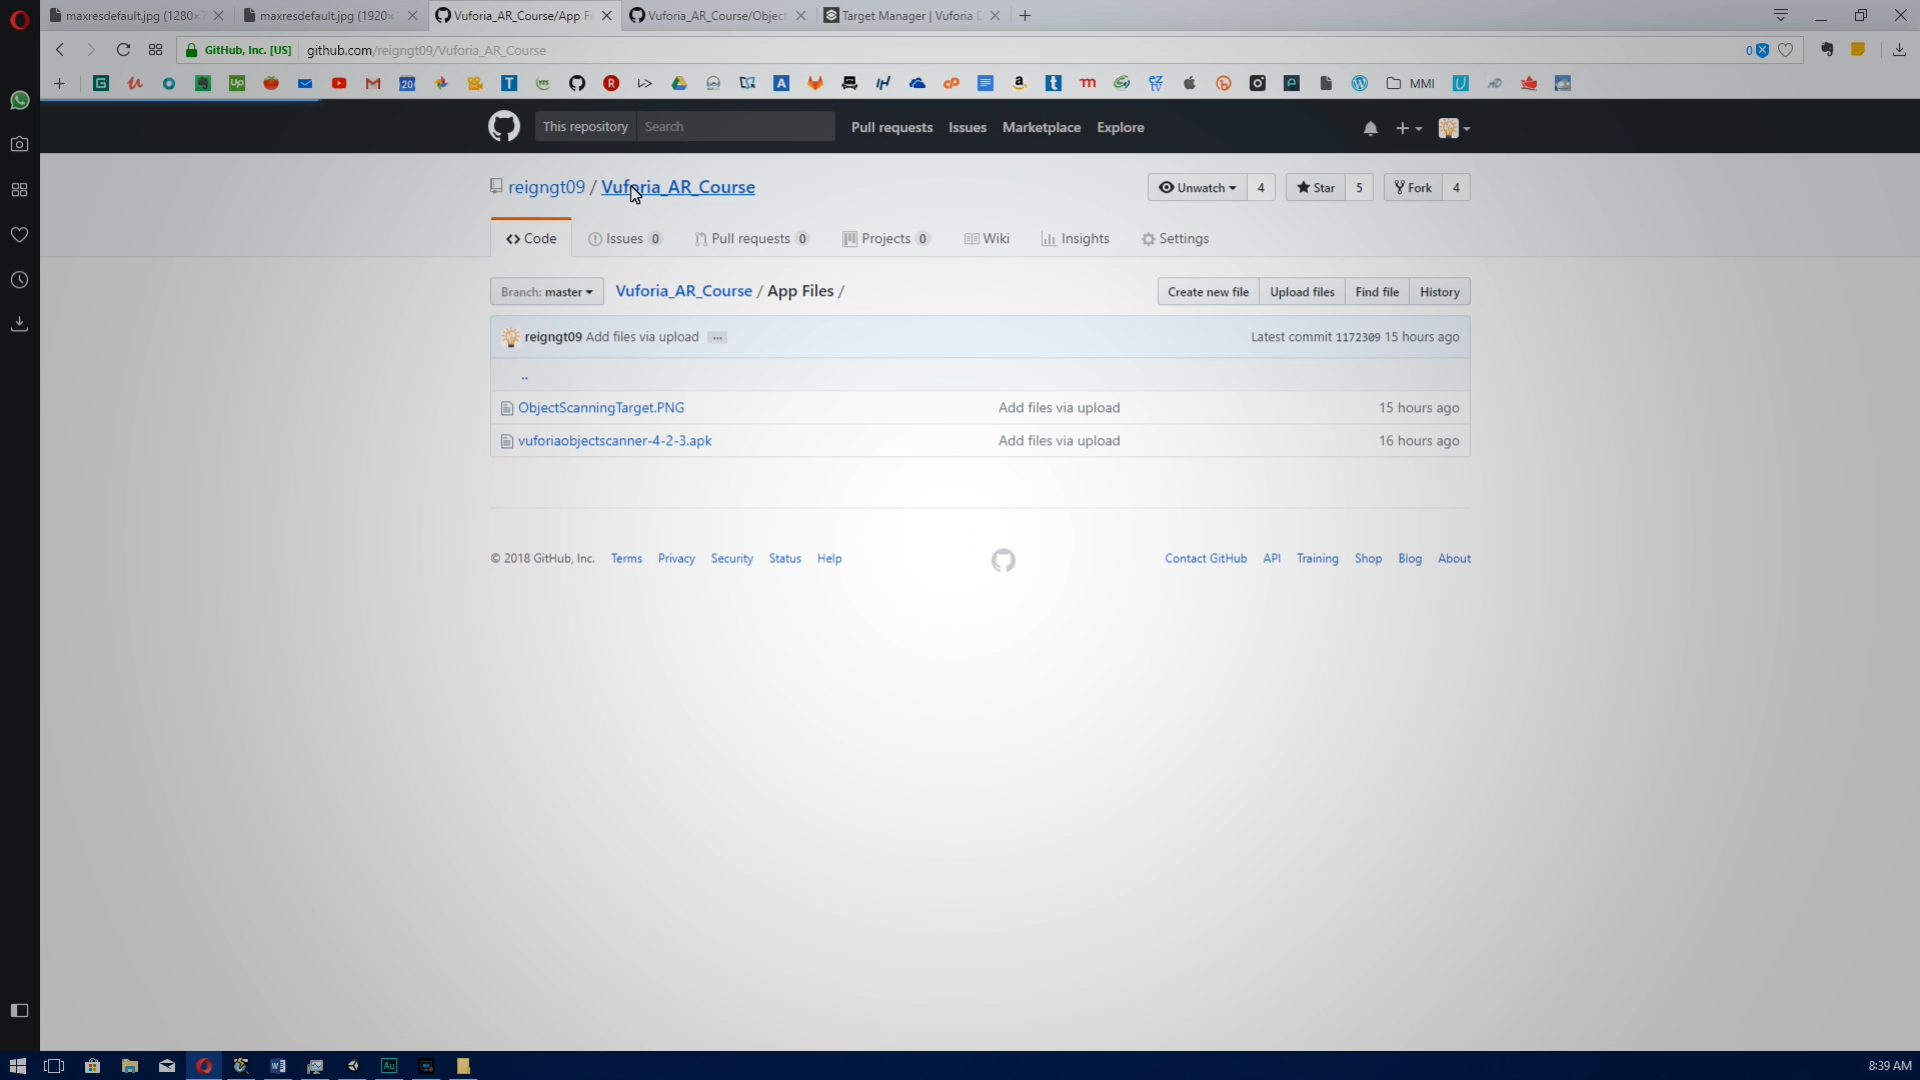 maxresdefault.jpg (1280×
maxresdefault.jpg (1920×
Vuforia_AR_Course/App Fi
Vuforia_AR_Course/Object
Target Manager | Vuforia D
GitHub, Inc. [US] github.com/reigngt09/Vuforia_AR_Course 0
MMI
This repository Search Pull requests Issues Marketplace Explore
reigngt09 / Vuforia_AR_Course Unwatch 4 Star 5 Fork 4
Code Issues 0 Pull requests 0 Projects 0 Wiki Insights Settings
Branch: master Vuforia_AR_Course / App Files / Create new file Upload files Find file History
reigngt09 Add files via upload ... Latest commit 1172309 15 hours ago
..
ObjectScanningTarget.PNG Add files via upload 15 hours ago
vuforiaobjectscanner-4-2-3.apk Add files via upload 16 hours ago
© 2018 GitHub, Inc. Terms Privacy Security Status Help Contact GitHub API Training Shop Blog About
8:39 AM